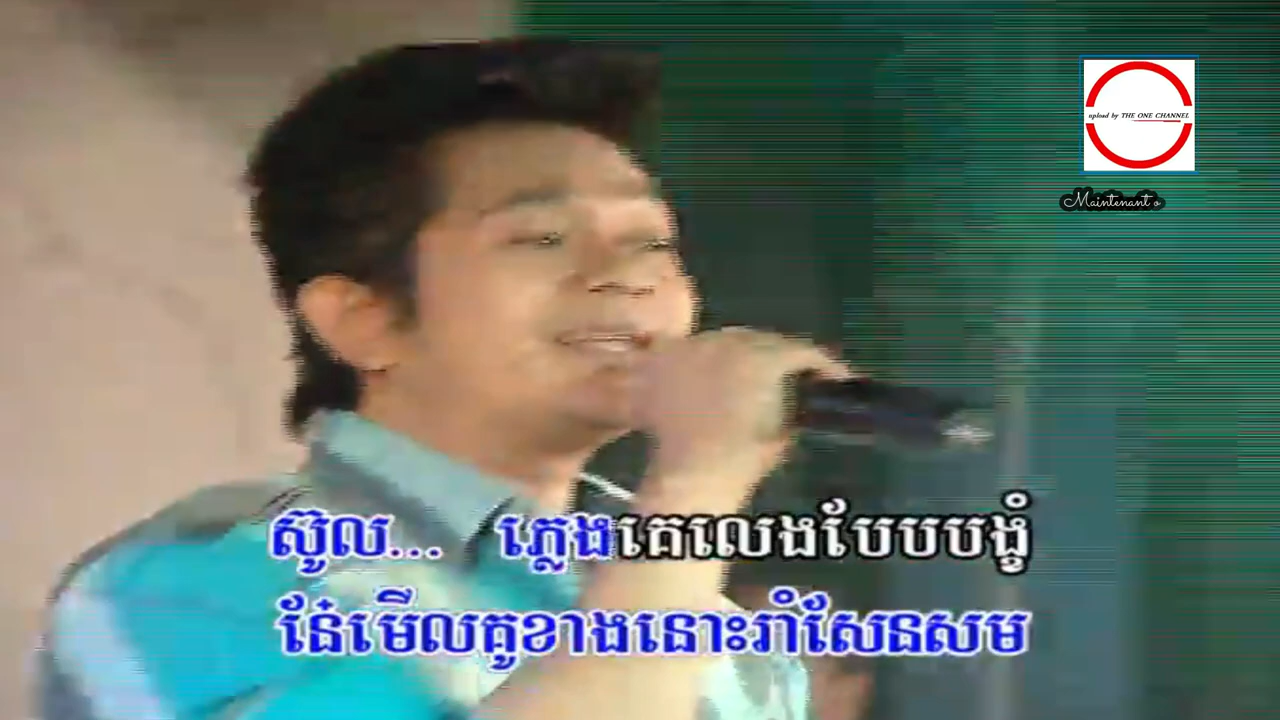 upload by THE ONE CHANNEL
Maintenant o
ស៊ូល... ភ្លេងគេលេងបែបបង្ខំ
ន៎ែមើលគូខាងនោះរាំសែនសម